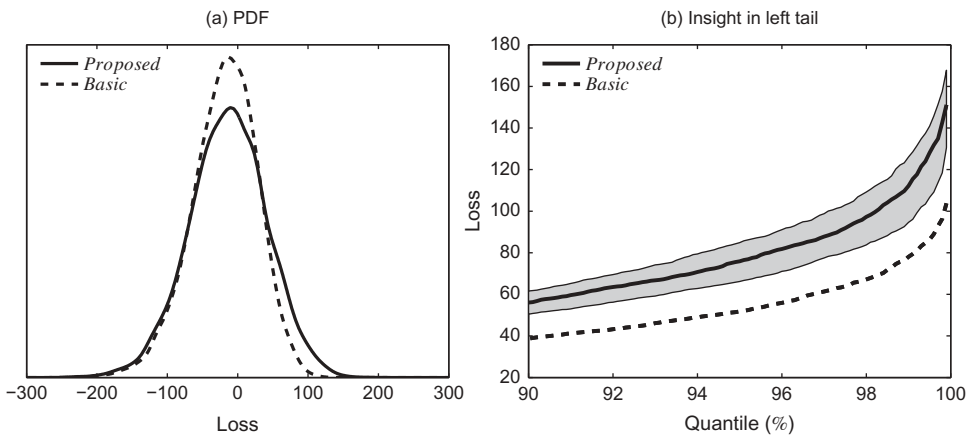 (a) PDF
Proposed
Basic
−300
−200
−100
0
100
200
300
Loss
(b) Insight in left tail
180
160
140
120
100
80
60
40
20
Loss
Proposed
Basic
90
92
94
96
98
100
Quantile (%)